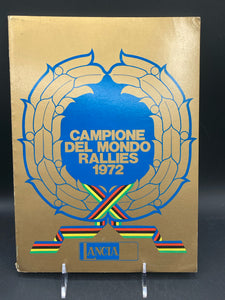 CAMPIONE
DEL MONDO
RALLIES
1972
LANCIA